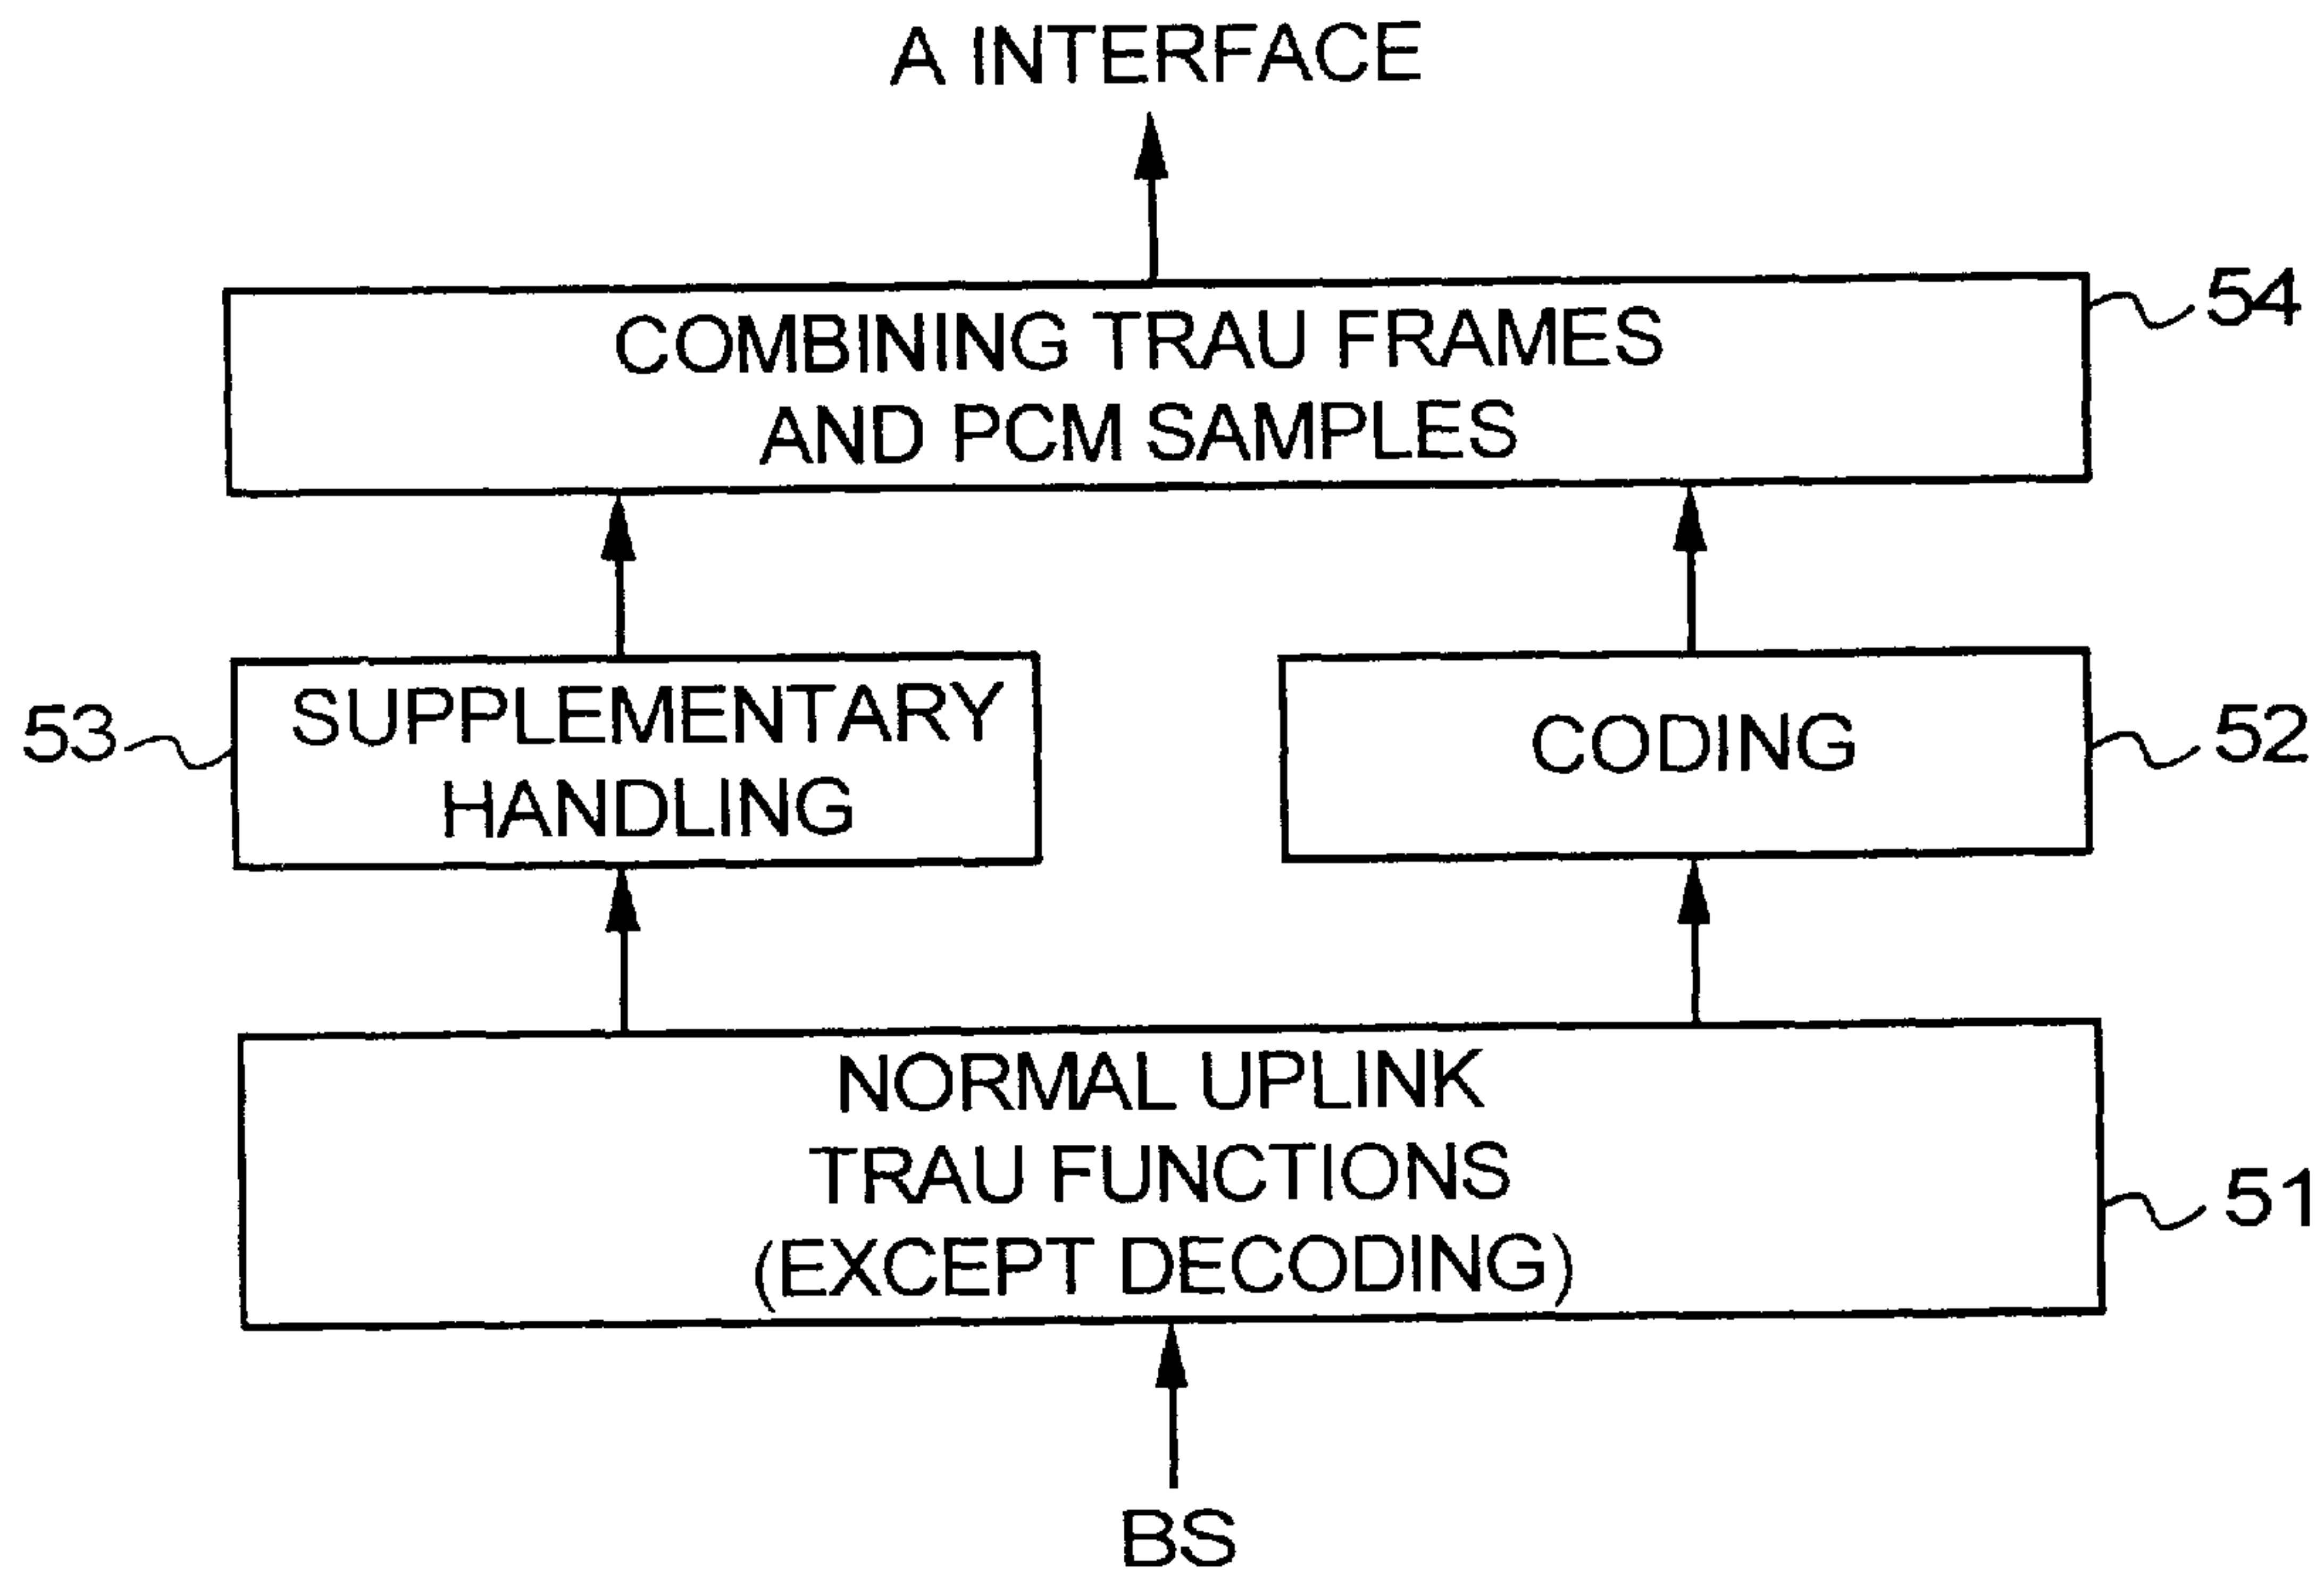 A INTERFACE
54
COMBINING TRAU FRAMES
AND PCM SAMPLES
53
SUPPLEMENTARY
HANDLING
CODING
52
NORMAL UPLINK
TRAU FUNCTIONS
(EXCEPT DECODING)
51
BS